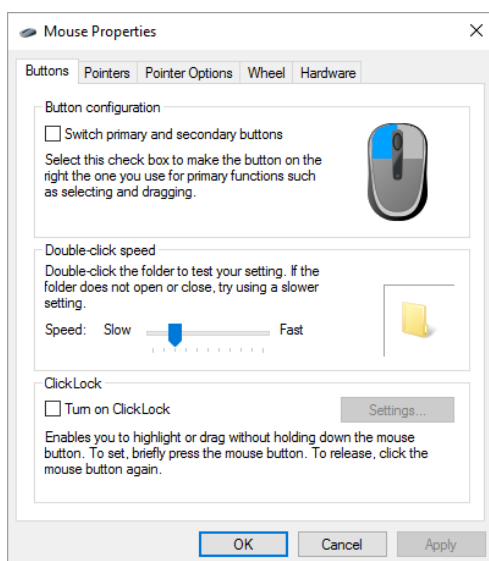 Mouse Properties
Buttons Pointers Pointer Options Wheel Hardware
Button configuration
Switch primary and secondary buttons
Select this check box to make the button on the
right the one you use for primary functions such
as selecting and dragging.
Double-click speed
Double-click the folder to test your setting. If the
folder does not open or close, try using a slower
setting.
Speed: Slow Fast
ClickLock
Turn on ClickLock Settings...
Enables you to highlight or drag without holding down the mouse
button. To set, briefly press the mouse button. To release, click the
mouse button again.
OK Cancel Apply